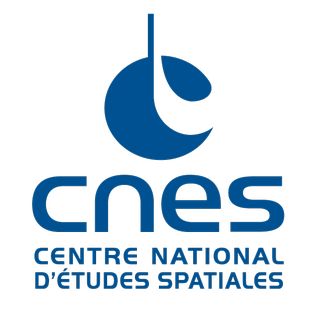 cnes
CENTRE NATIONAL
D'ÉTUDES SPATIALES